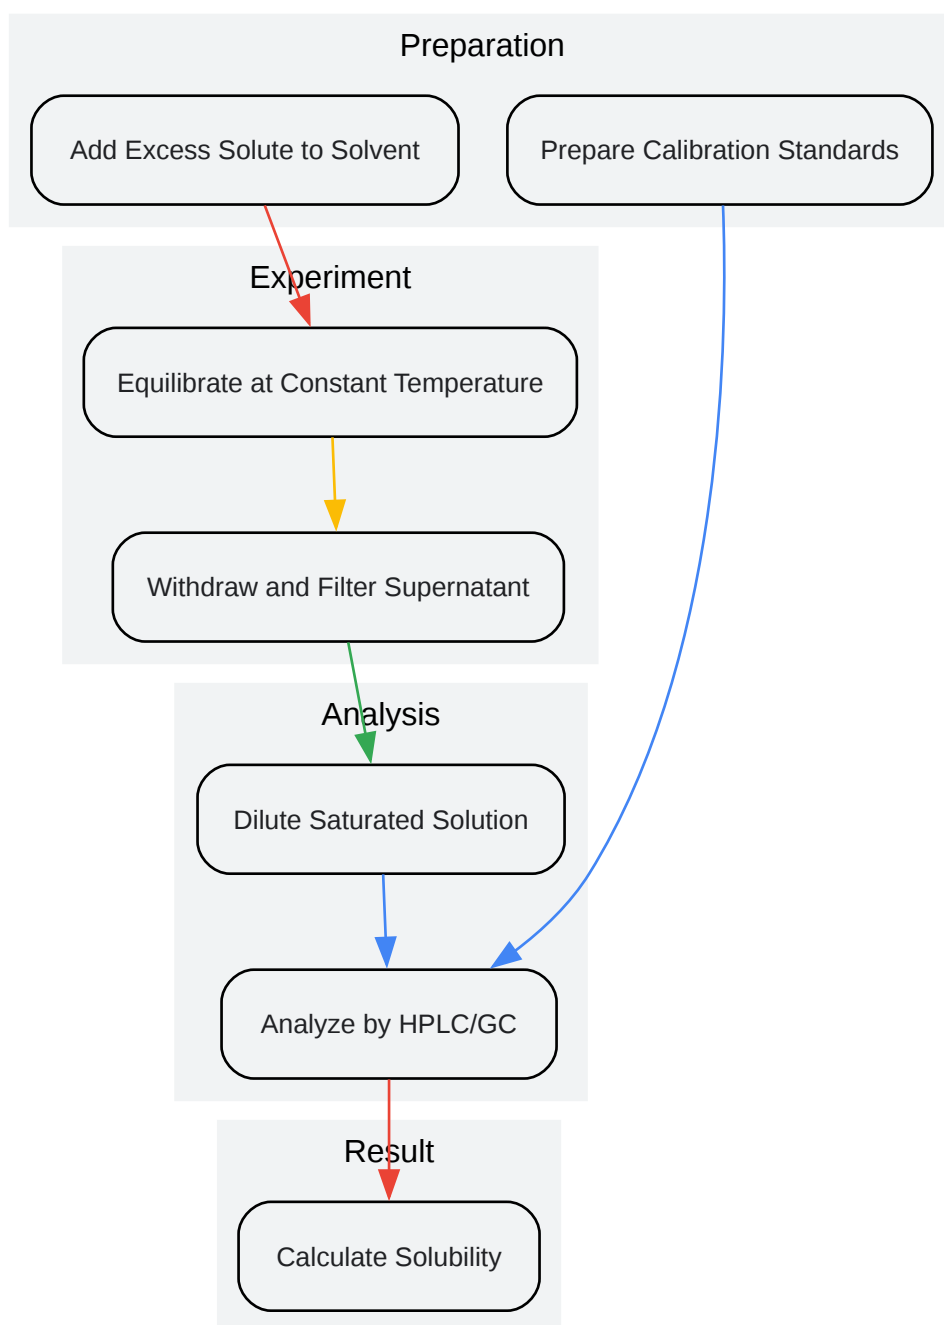 Preparation
Add Excess Solute to Solvent
Prepare Calibration Standards
Experiment
Equilibrate at Constant Temperature
Withdraw and Filter Supernatant
Analysis
Dilute Saturated Solution
Analyze by HPLC/GC
Result
Calculate Solubility